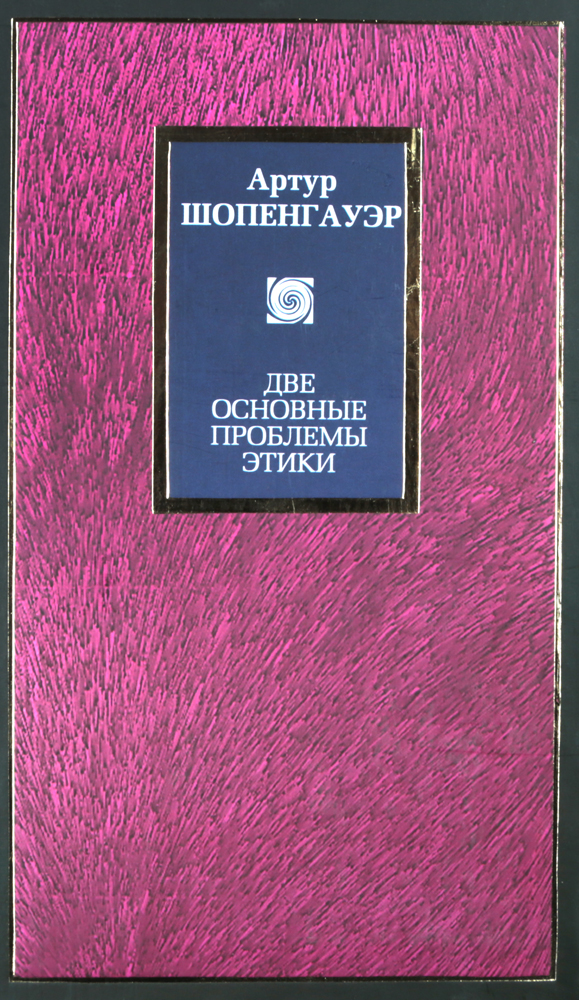 Артур
ШОПЕНГАУЭР
ДВЕ
ОСНОВНЫЕ
ПРОБЛЕМЫ
ЭТИКИ